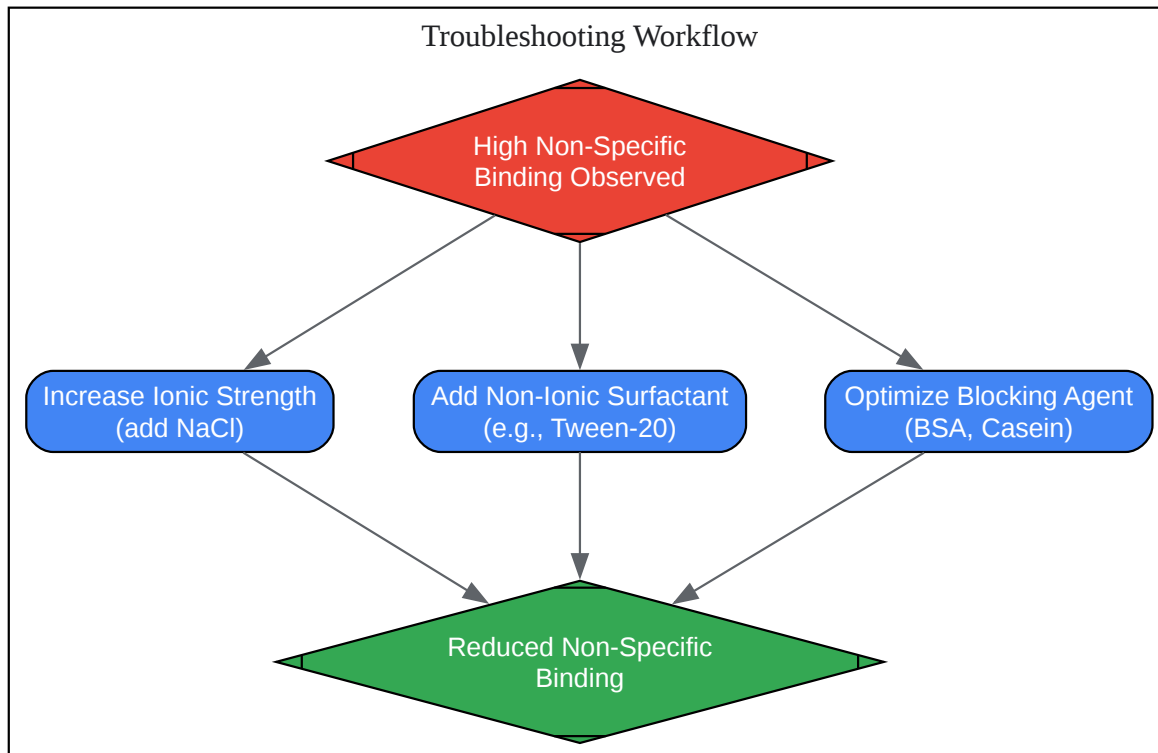 Troubleshooting Workflow
High Non-Specific
Binding Observed
Increase Ionic Strength
(add NaCl)
Add Non-Ionic Surfactant
(e.g., Tween-20)
Optimize Blocking Agent
(BSA, Casein)
Reduced Non-Specific
Binding